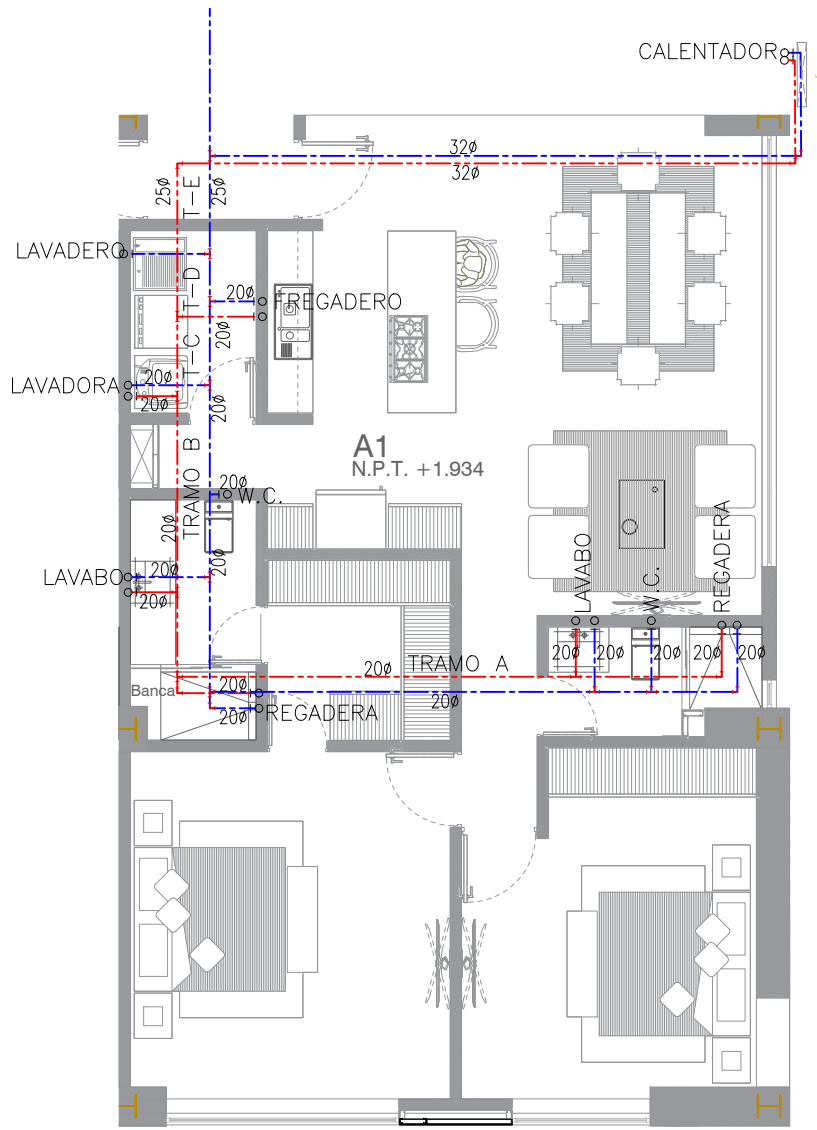 CALENTADOR
32ø
32ø
25ø
T-E
25ø
LAVADERO
T-D
20ø
FREGADERO
20ø
T-C
LAVADORA
20ø
20ø
20ø
A1
N.P.T. +1.934
TRAMO B
20ø
W.C.
20ø
20ø
LAVABO
20ø
20ø
LAVABO
W.C.
REGADERA
20ø
20ø
20ø
20ø
20ø
20ø
TRAMO A
20ø
Banca
20ø
20ø
REGADERA